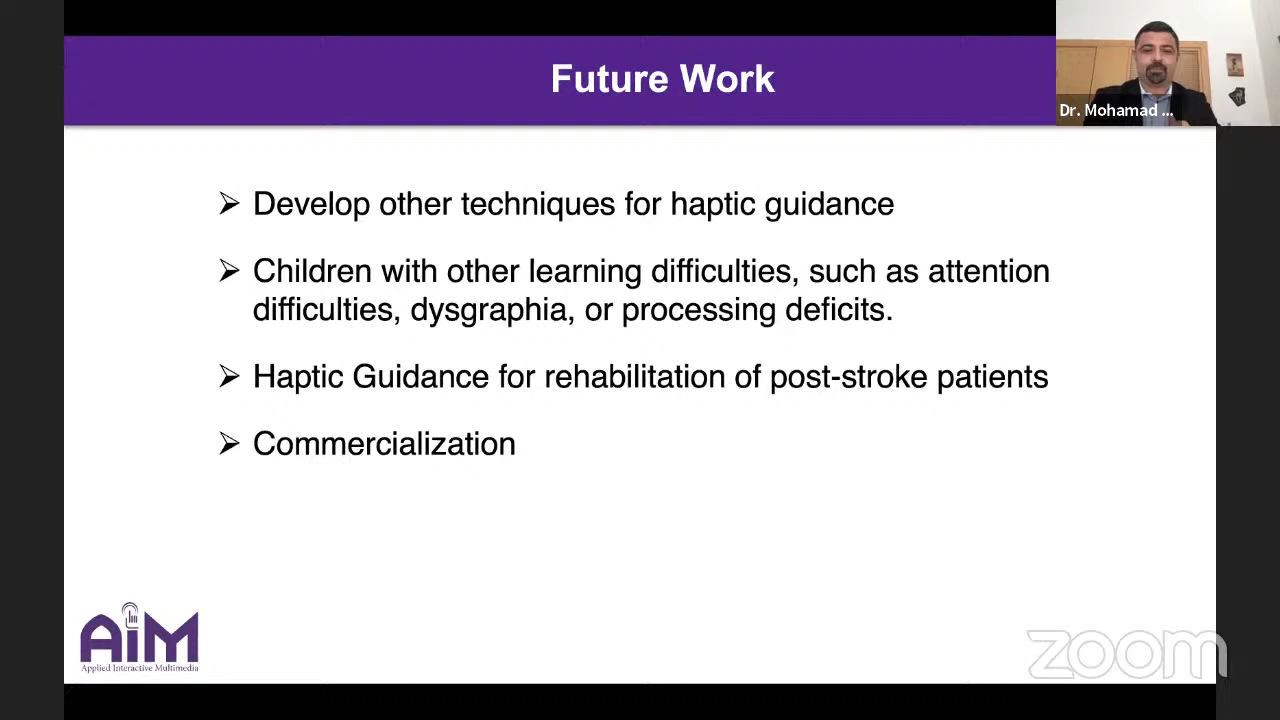 Future Work
Dr. Mohamad ...
➢ Develop other techniques for haptic guidance
➢ Children with other learning difficulties, such as attention
difficulties, dysgraphia, or processing deficits.
➢ Haptic Guidance for rehabilitation of post-stroke patients
➢ Commercialization
AiM
Applied Interactive Multimedia
zoom